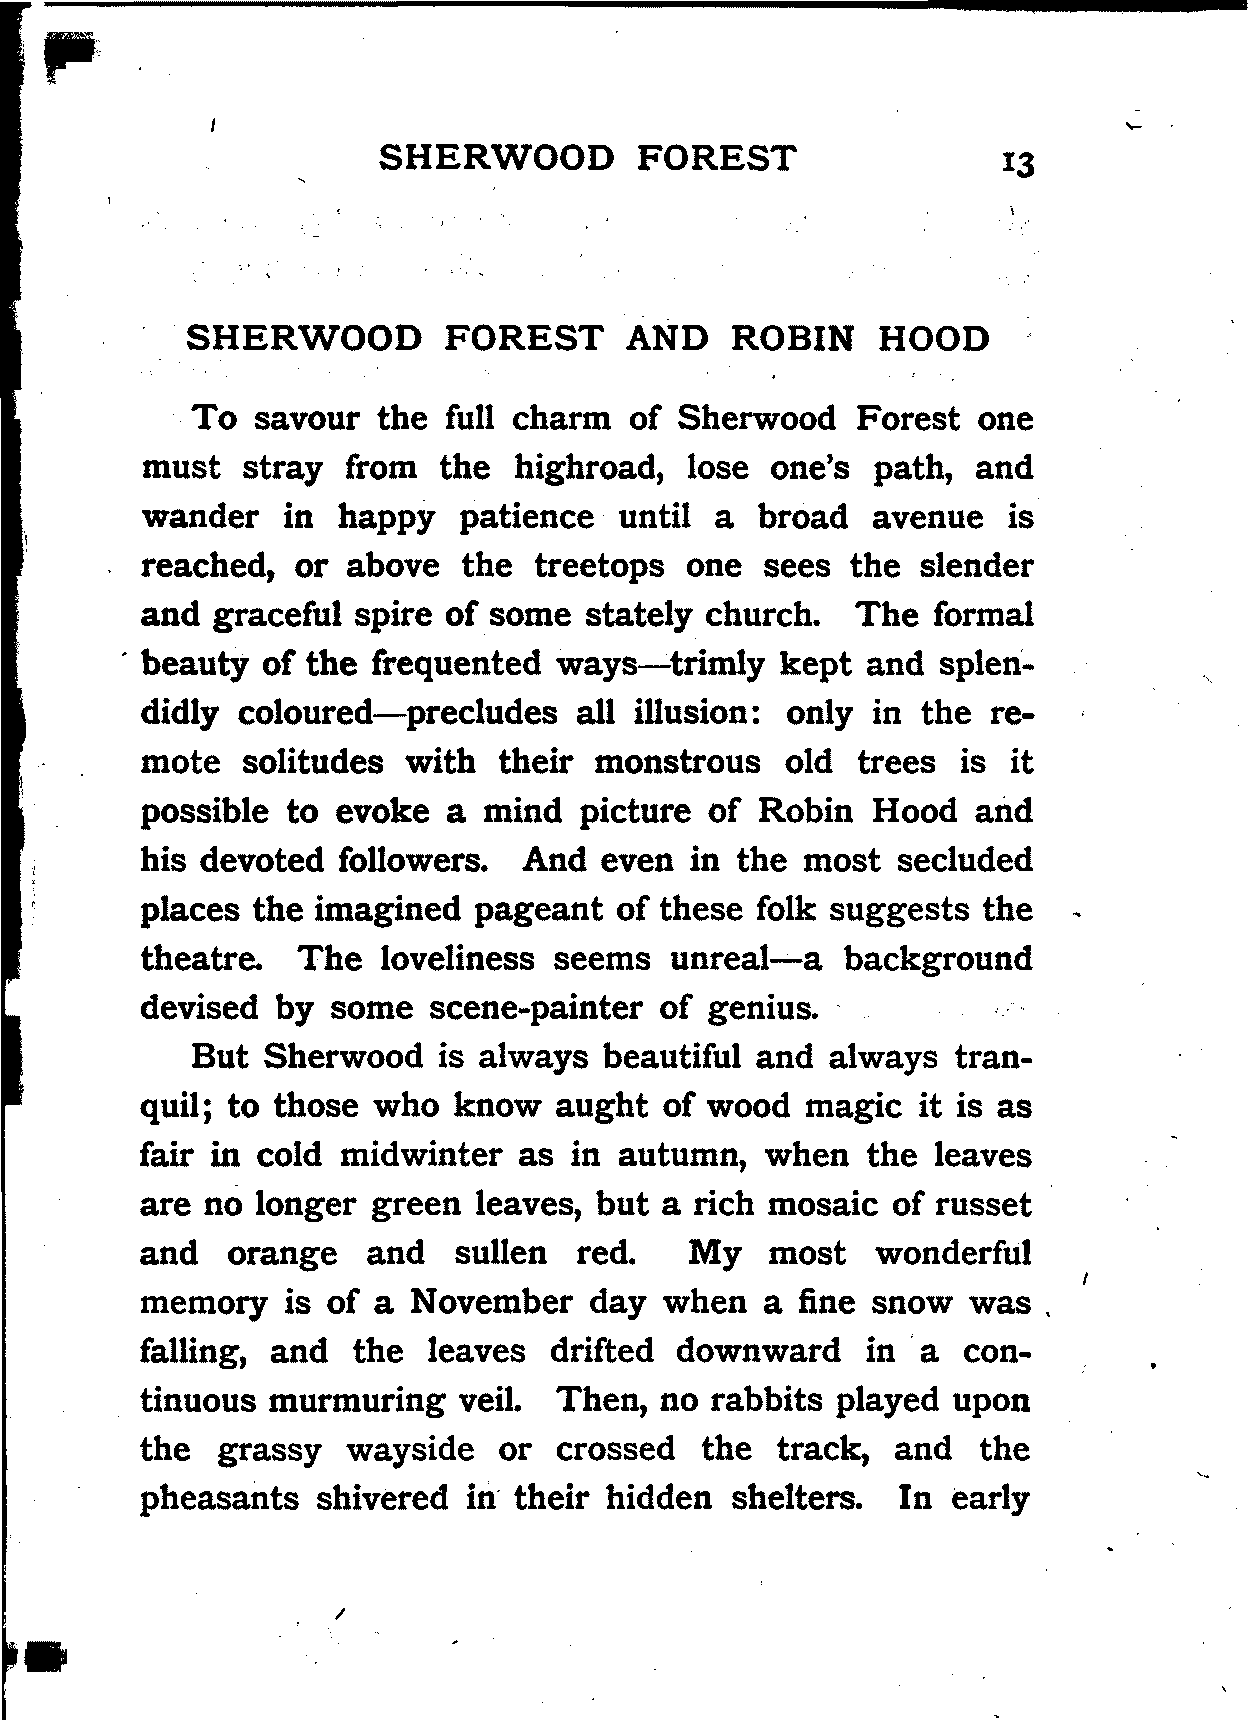 SHERWOOD FOREST 13
SHERWOOD FOREST AND ROBIN HOOD
To savour the full charm of Sherwood Forest one
must stray from the highroad, lose one's path, and
wander in happy patience until a broad avenue is
reached, or above the treetops one sees the slender
and graceful spire of some stately church. The formal
beauty of the frequented ways—trimly kept and splen-
didly coloured—precludes all illusion: only in the re-
mote solitudes with their monstrous old trees is it
possible to evoke a mind picture of Robin Hood and
his devoted followers. And even in the most secluded
places the imagined pageant of these folk suggests the
theatre. The loveliness seems unreal—a background
devised by some scene-painter of genius.
But Sherwood is always beautiful and always tran-
quil; to those who know aught of wood magic it is as
fair in cold midwinter as in autumn, when the leaves
are no longer green leaves, but a rich mosaic of russet
and orange and sullen red. My most wonderful
memory is of a November day when a fine snow was
falling, and the leaves drifted downward in a con-
tinuous murmuring veil. Then, no rabbits played upon
the grassy wayside or crossed the track, and the
pheasants shivered in their hidden shelters. In early